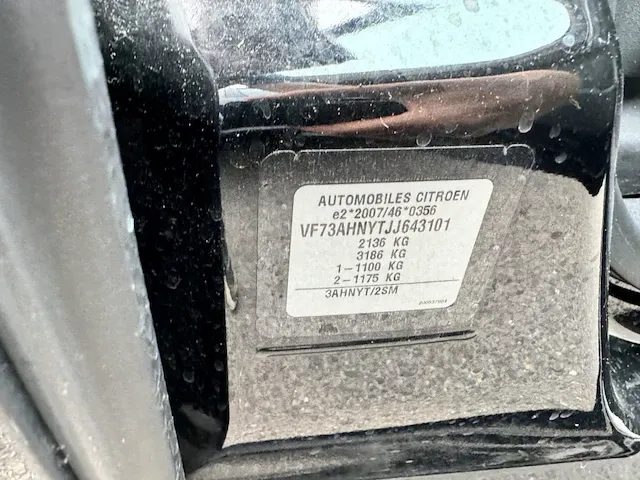 AUTOMOBILES CITROEN
e2*2007/46*0356
VF73AHNYTJJ643101
2136 KG
3186 KG
1-1100 KG
2-1175 KG
3AHNYT/2SM